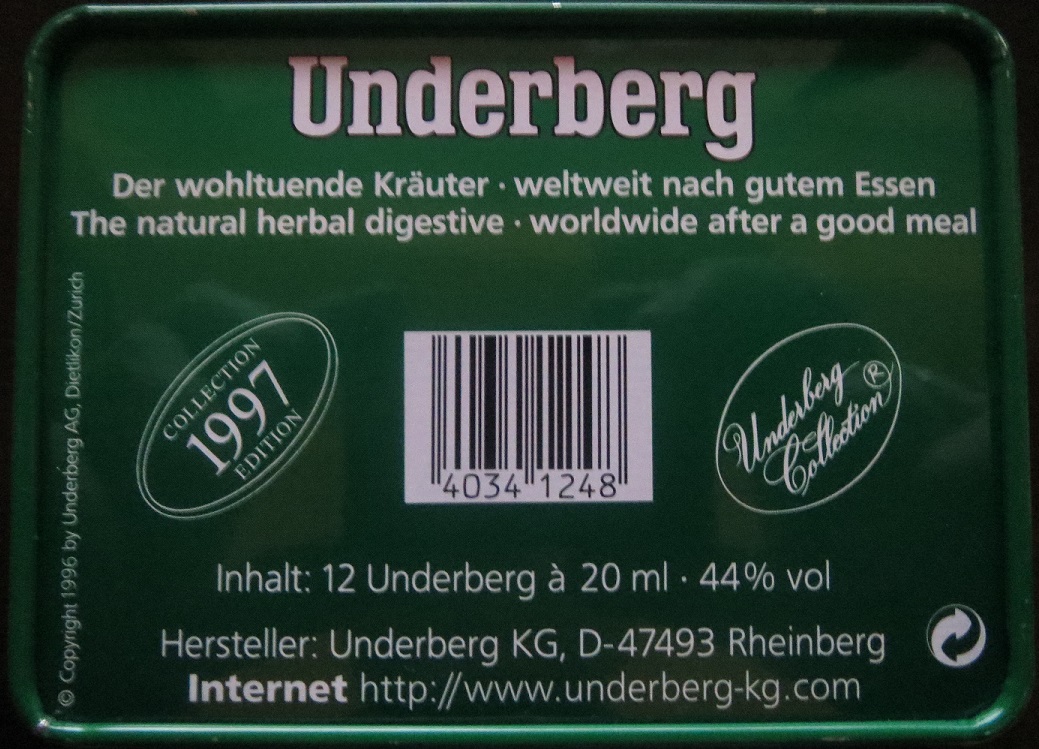 Underberg
Der wohltuende Kräuter · weltweit nach gutem Essen
The natural herbal digestive · worldwide after a good meal
© Copyright 1996 by Underberg AG, Dietlikon/Zurich
COLLECTION
1997
EDITION
4034 1248
Underberg ®
Collection
Inhalt: 12 Underberg à 20 ml · 44% vol
Hersteller: Underberg KG, D-47493 Rheinberg
Internet http://www.underberg-kg.com